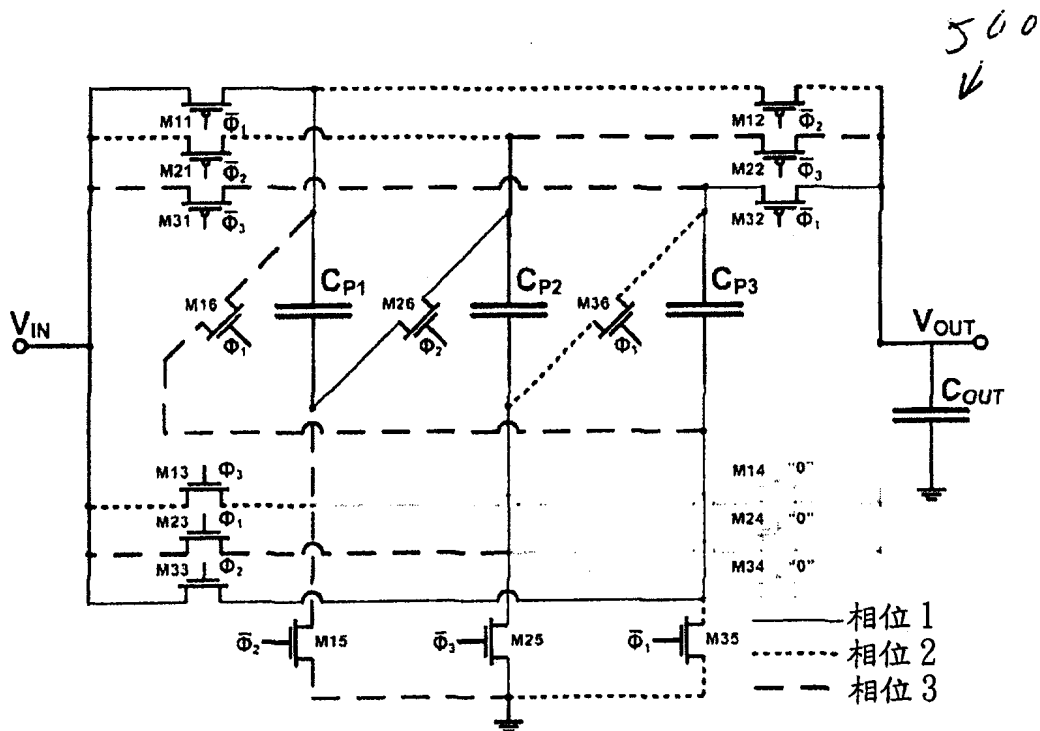 500
M11 Φ̅₁
M12 Φ̅₂
M21 Φ̅₂
M22 Φ̅₃
M31 Φ̅₃
M32 Φ̅₁
M16 Φ₁
CP1
M26 Φ₂
CP2
M36
CP3
VIN
VOUT
COUT
M13 Φ₃
M14 "0"
M23 Φ₁
M24 "0"
M33 Φ₂
M34 "0"
Φ̅₂ M15
Φ̅₃ M25
Φ̅₁ M35
相位1
相位2
相位3